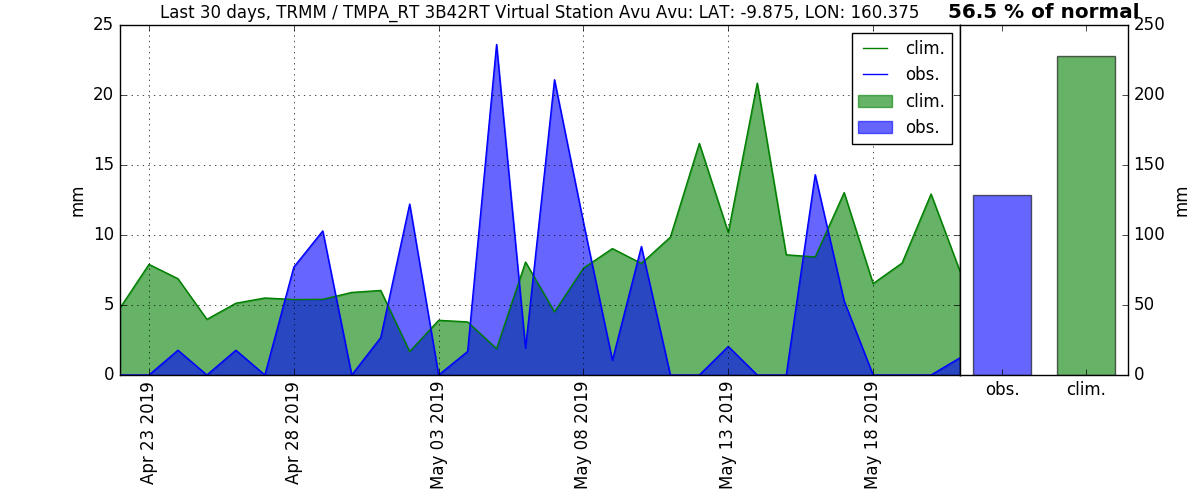 Last 30 days, TRMM / TMPA_RT 3B42RT Virtual Station Avu Avu: LAT: -9.875, LON: 160.375
56.5 % of normal
clim.
obs.
clim.
obs.
25
20
15
10
5
0
mm
250
200
150
100
50
0
mm
Apr 23 2019
Apr 28 2019
May 03 2019
May 08 2019
May 13 2019
May 18 2019
obs.
clim.